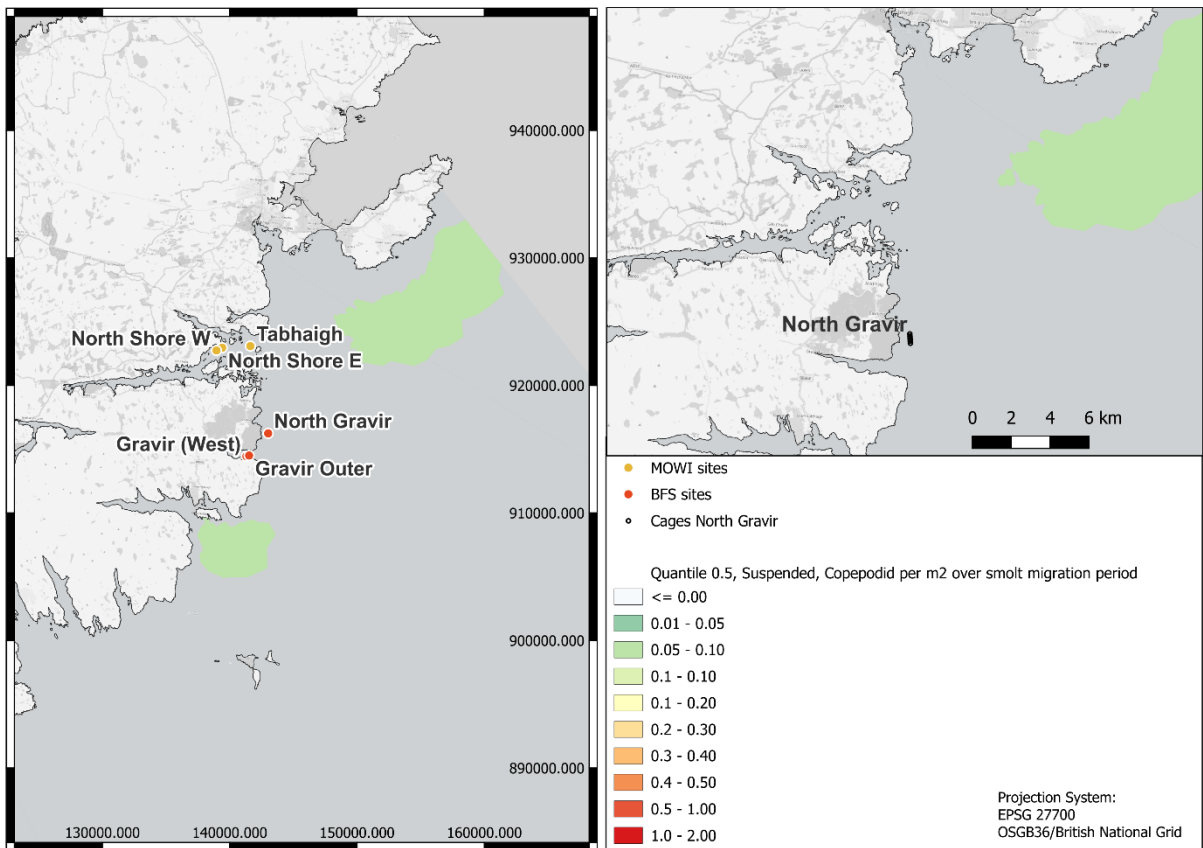 940000.000
930000.000
North Shore W
Tabhaigh
North Shore E
920000.000
North Gravir
Gravir (West)
Gravir Outer
910000.000
900000.000
890000.000
130000.000 140000.000 150000.000 160000.000
North Gravir
0 2 4 6 km
MOWI sites
BFS sites
Cages North Gravir
Quantile 0.5, Suspended, Copepodid per m2 over smolt migration period
<= 0.00
0.01 - 0.05
0.05 - 0.10
0.1 - 0.10
0.1 - 0.20
0.2 - 0.30
0.3 - 0.40
0.4 - 0.50
0.5 - 1.00
1.0 - 2.00
Projection System:
EPSG 27700
OSGB36/British National Grid